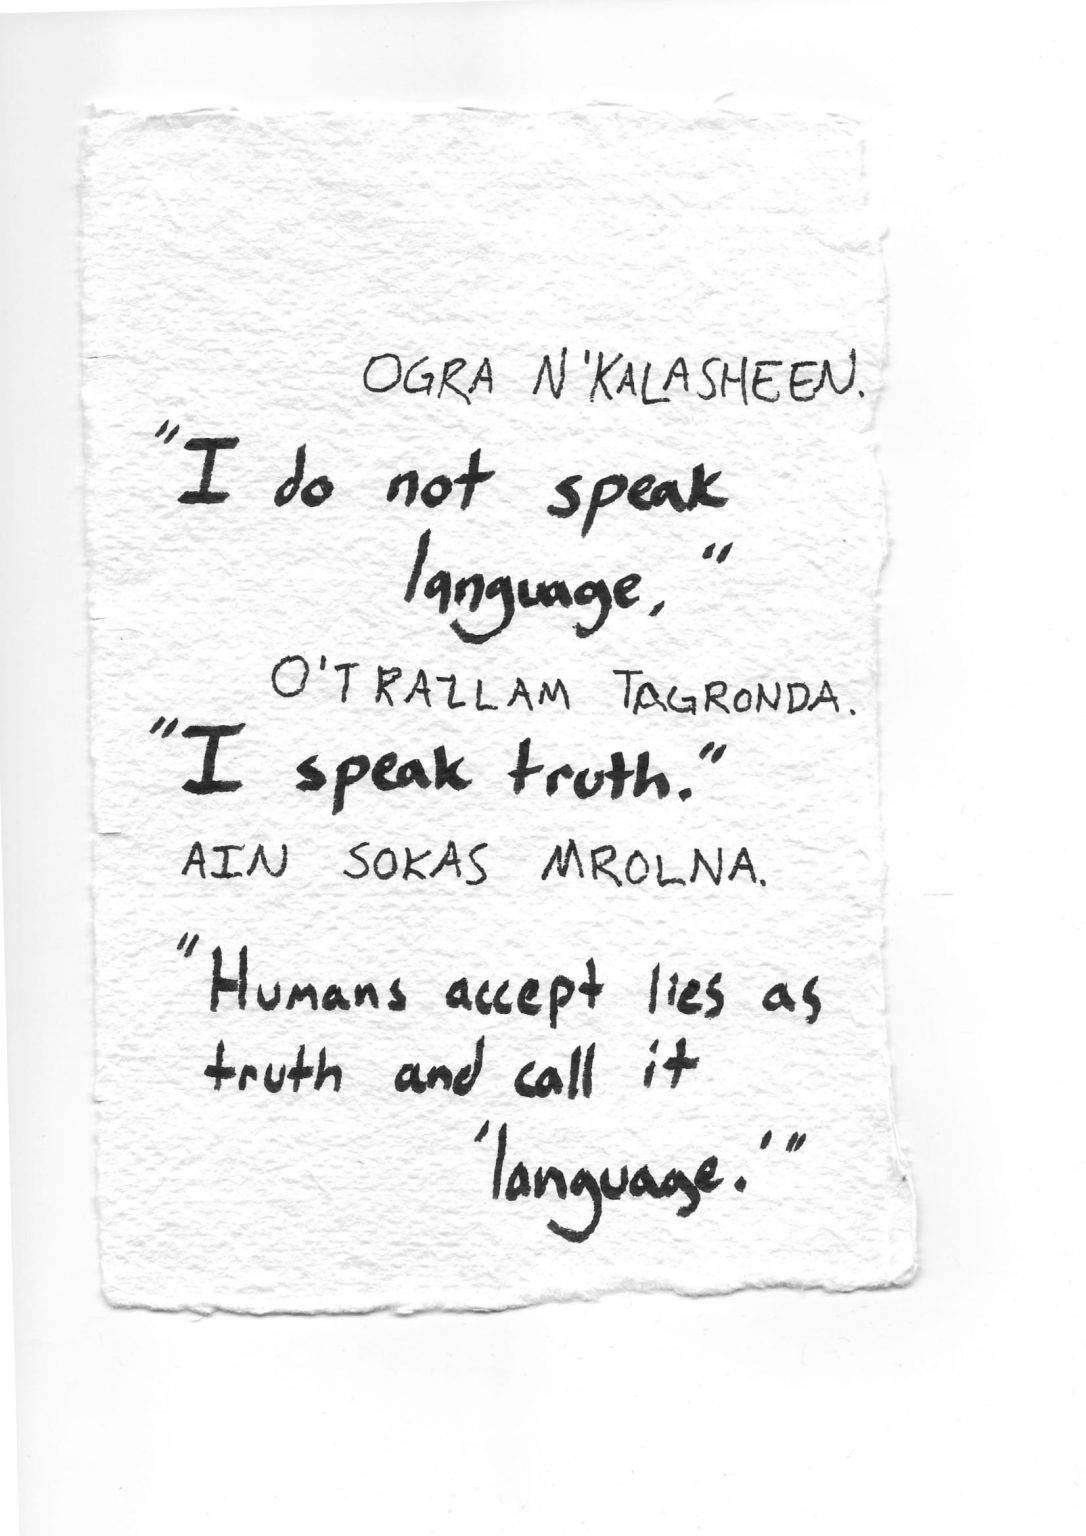 OGRA N'KALASHEEN.
"I do not speak
language,"
O'TRAZLLAM TAGRONDA.
"I speak truth."
AIN SOKAS MROLNA.
"Humans accept lies as
truth and call it
'language.'"